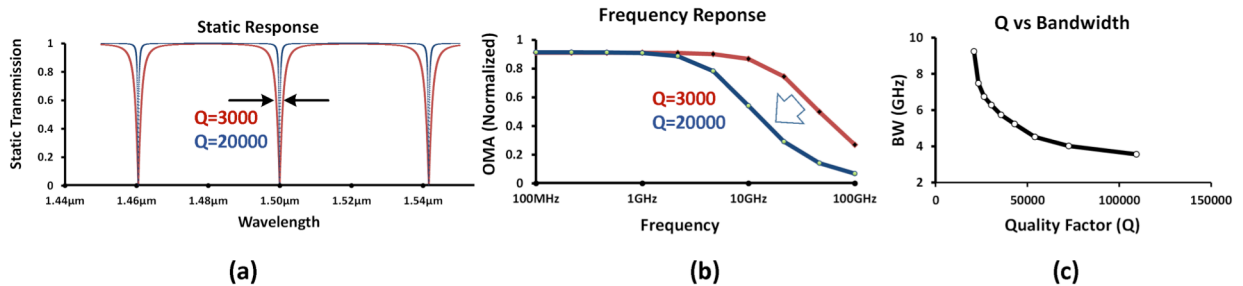 Static Response
Static Transmission
1
0.8
0.6
0.4
0.2
0
Q=3000
Q=20000
1.44µm
1.46µm
1.48µm
1.50µm
1.52µm
1.54µm
Wavelength
(a)
Frequency Reponse
OMA (Normalized)
1
0.8
0.6
0.4
0.2
0
Q=3000
Q=20000
100MHz
1GHz
10GHz
100GHz
Frequency
(b)
Q vs Bandwidth
BW (GHz)
10
8
6
4
2
0
50000
100000
150000
Quality Factor (Q)
(c)